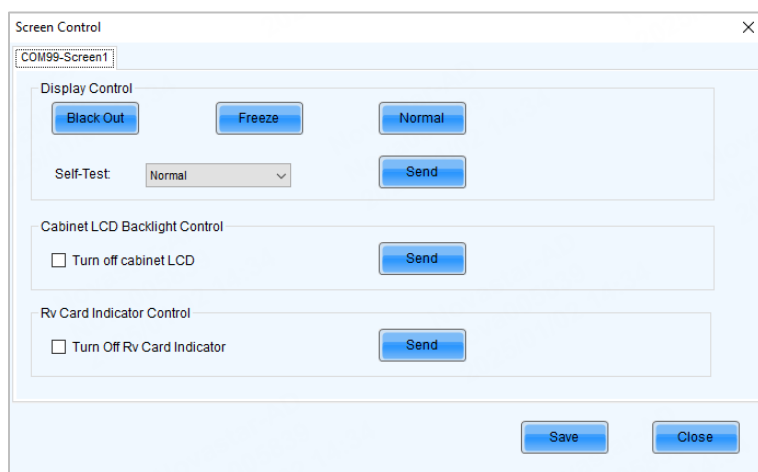 Screen Control
COM99-Screen1
Display Control
Black Out Freeze Normal
Self-Test: Normal Send
Cabinet LCD Backlight Control
Turn off cabinet LCD Send
Rv Card Indicator Control
Turn Off Rv Card Indicator Send
Save Close